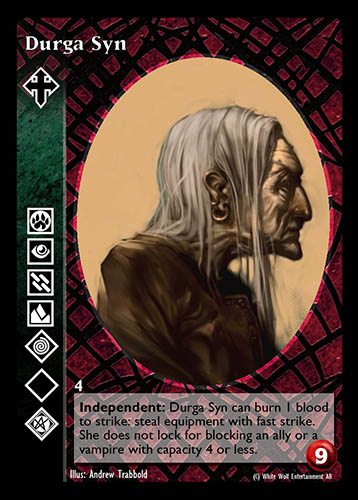 Durga Syn
4
Independent: Durga Syn can burn 1 blood
to strike: steal equipment with fast strike.
She does not lock for blocking an ally or a
vampire with capacity 4 or less.
9
Illus: Andrew Trabbold
(C) White Wolf Entertainment AB